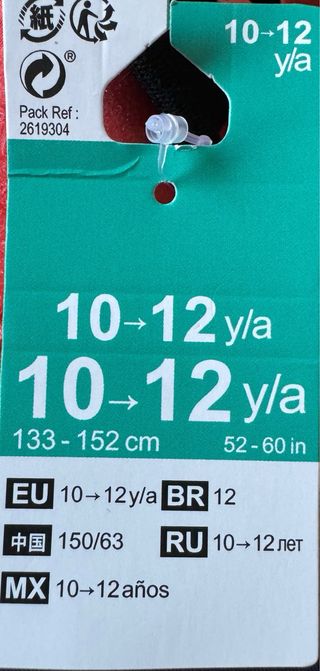 紙
®
Pack Ref :
2619304
10→12
y/a
10→12 y/a
10→12 y/a
133 - 152 cm 52 - 60 in
EU 10→12y/a BR 12
中国 150/63 RU 10→12 лет
MX 10→12 años